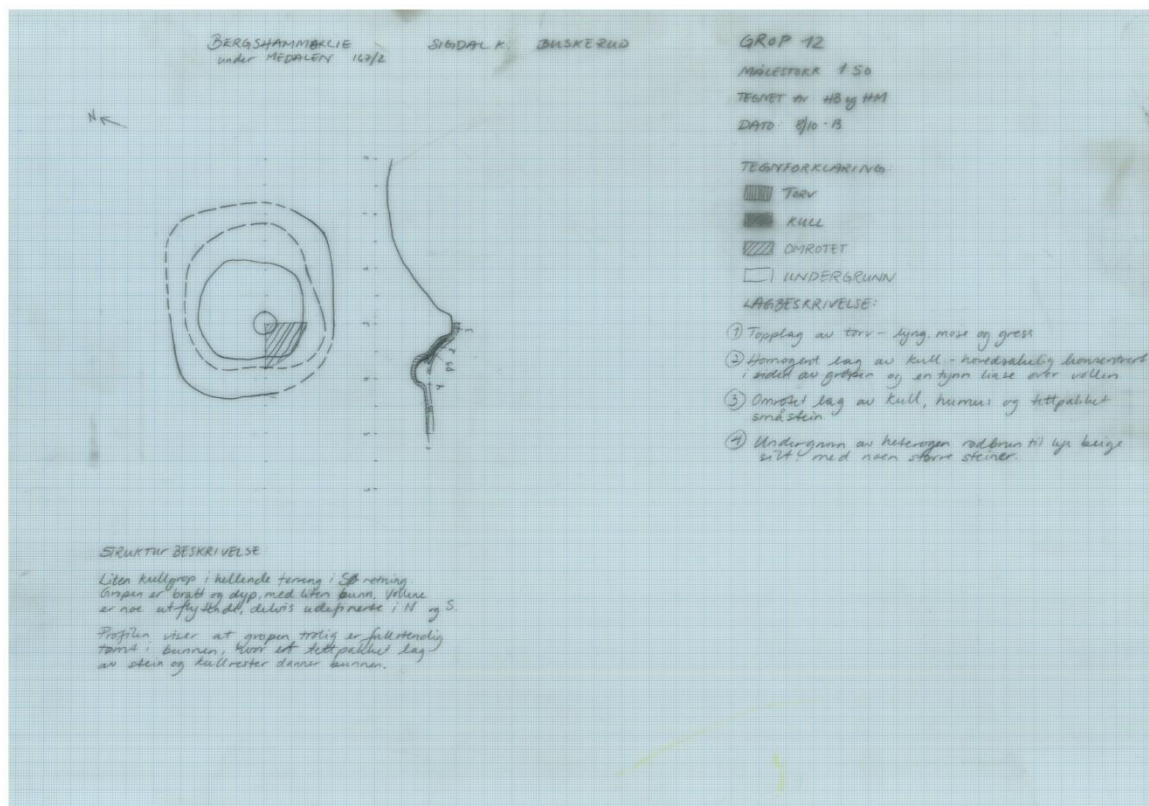 BERGSHAMMARLIE SIGDAL K. BUSKERUD
under MEDALEN 167/2
GROP 12
MÅLESTOKK 1:50
TEGNET AV HB og HM
DATO: 8/10-13
N
TEGNFORKLARING:
TORV
KULL
OMROTET
UNDERGRUNN
LAGBESKRIVELSE:
① Topplag av torv - lyng, mose og gress
② Homogent lag av kull - hovedsakelig konsentrert
i siden av gropen og en tynn linse over vollen
③ Omrotet lag av kull, humus og tettpakket
småstein
④ Undergrunn av heterogen rødbrun til lys beige
silt, med noen større steiner.
STRUKTUR BESKRIVELSE
Liten kullgrop i hellende terreng i SØ retning.
Gropen er bratt og dyp, med liten bunn. Vollene
er noe utflytende, delvis udefinerte i N og S.
Profilen viser at gropen trolig er fullstendig
tømt i bunnen, hvor et tettpakket lag
av stein og kullrester danner bunnen.